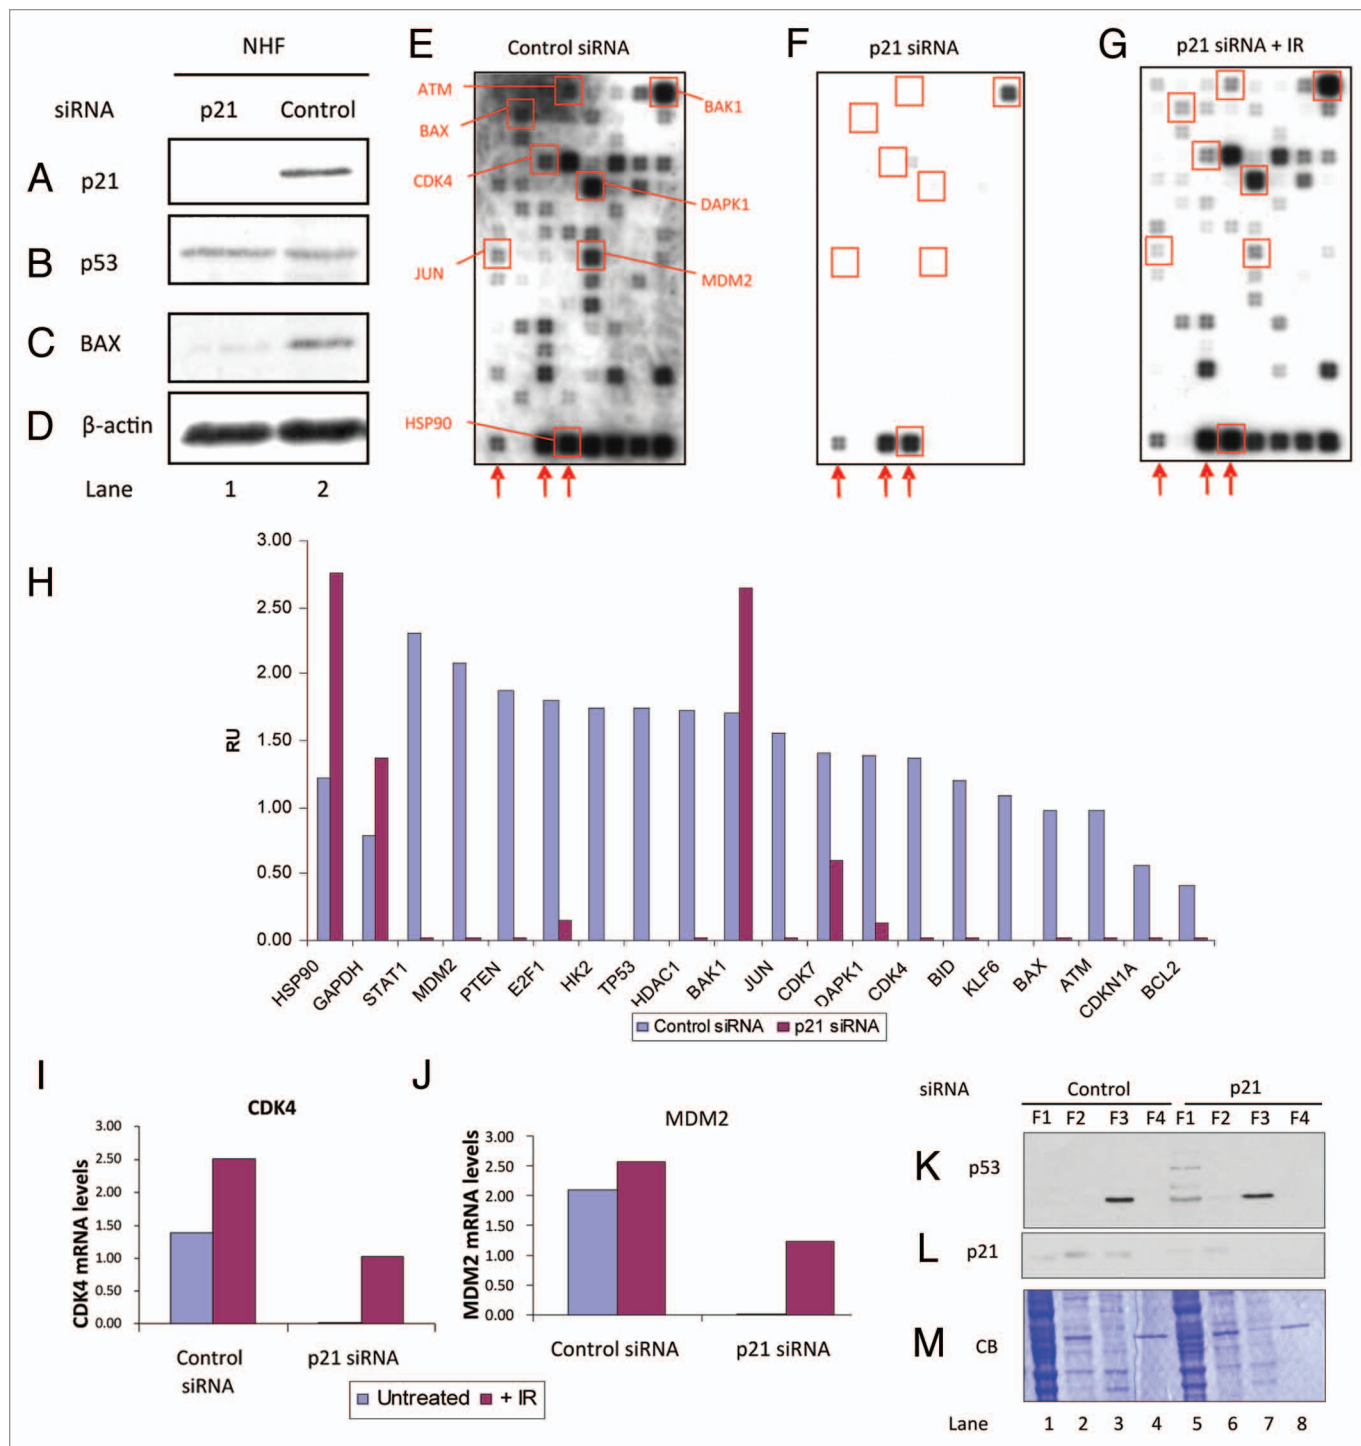 NHF
siRNA p21 Control
A p21
B p53
C BAX
D β-actin
Lane 1 2
E Control siRNA
ATM
BAX
CDK4
JUN
HSP90
BAK1
DAPK1
MDM2
F p21 siRNA
G p21 siRNA + IR
H
3.00
2.50
2.00
1.50
1.00
0.50
0.00
RU
HSP90 GAPDH STAT1 MDM2 PTEN E2F1 HK2 TP53 HDAC1 BAK1 JUN CDK7 DAPK1 CDK4 BID KLF6 BAX ATM CDKN1A BCL2
Control siRNA p21 siRNA
I
CDK4
CDK4 mRNA levels
3.00
2.50
2.00
1.50
1.00
0.50
0.00
Control siRNA
p21 siRNA
J
MDM2
MDM2 mRNA levels
3.00
2.50
2.00
1.50
1.00
0.50
0.00
Control siRNA p21 siRNA
Untreated + IR
siRNA Control p21
F1 F2 F3 F4 F1 F2 F3 F4
K p53
L p21
M CB
Lane 1 2 3 4 5 6 7 8